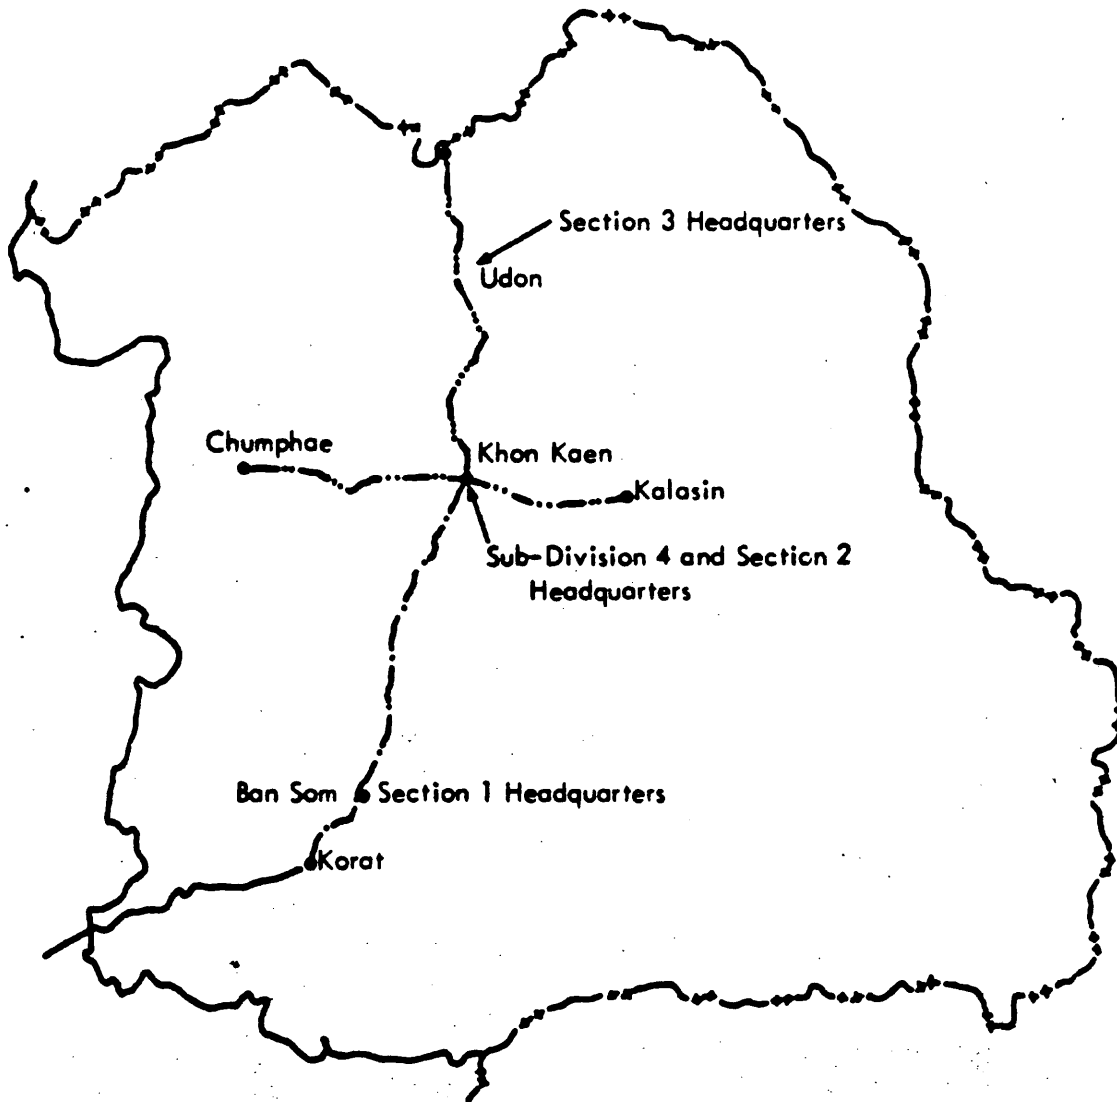 Section 3 Headquarters
Udon
Chumphae
Khon Kaen
Kalasin
Sub-Division 4 and Section 2
Headquarters
Ban Som
Section 1 Headquarters
Korat